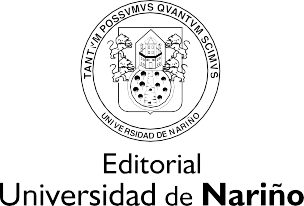 TANTVM POSSVMVS QVANTVM SCIMVS
UNIVERSIDAD DE NARIÑO
Editorial
Universidad de Nariño